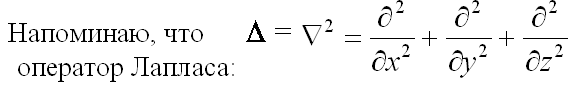 Напоминаю, что Δ = ∇² = ∂²/∂x² + ∂²/∂y² + ∂²/∂z²
оператор Лапласа: